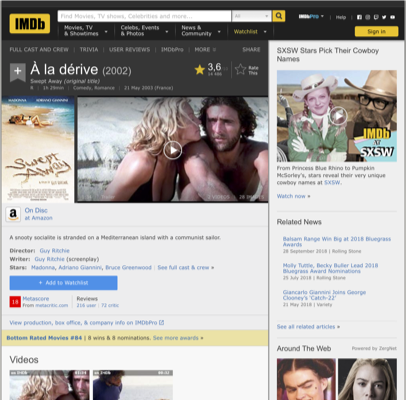 IMDb
Find Movies, TV shows, Celebrities and more...
All
IMDbPro
Help
Movies, TV & Showtimes
Celebs, Events & Photos
News & Community
Watchlist
Sign in
FULL CAST AND CREW | TRIVIA | USER REVIEWS | IMDbPro | MORE
SHARE
À la dérive (2002)
Swept Away (original title)
R | 1h 29min | Comedy, Romance | 21 May 2003 (France)
3,6
Rate This
MADONNA
SWEPT AWAY
On Disc
at Amazon
A snooty socialite is stranded on a Mediterranean island with a communist sailor.
Director: Guy Ritchie
Writer: Guy Ritchie (screenplay)
Stars: Madonna, Adriano Giannini, Bruce Greenwood | See full cast & crew »
+ Add to Watchlist
18
Metascore
From metacritic.com
Reviews
216 user | 72 critic
View production, box office, & company info on IMDbPro
Bottom Rated Movies #84 | 8 wins & 8 nominations. See more awards »
Videos
SXSW Stars Pick Their Cowboy Names
IMDb
AT
SXSW
From Princess Blue Rhino to Pumpkin McSorley's, stars reveal their very unique cowboy names at SXSW.
Watch now »
Related News
Balsam Range Win Big at 2018 Bluegrass Awards
28 September 2018 | Rolling Stone
Molly Tuttle, Becky Buller Lead 2018 Bluegrass Award Nominations
25 July 2018 | Rolling Stone
Giancarlo Giannini Joins George Clooney's 'Catch-22'
21 May 2018 | Variety
See all related articles »
Around The Web
Powered by ZergNet